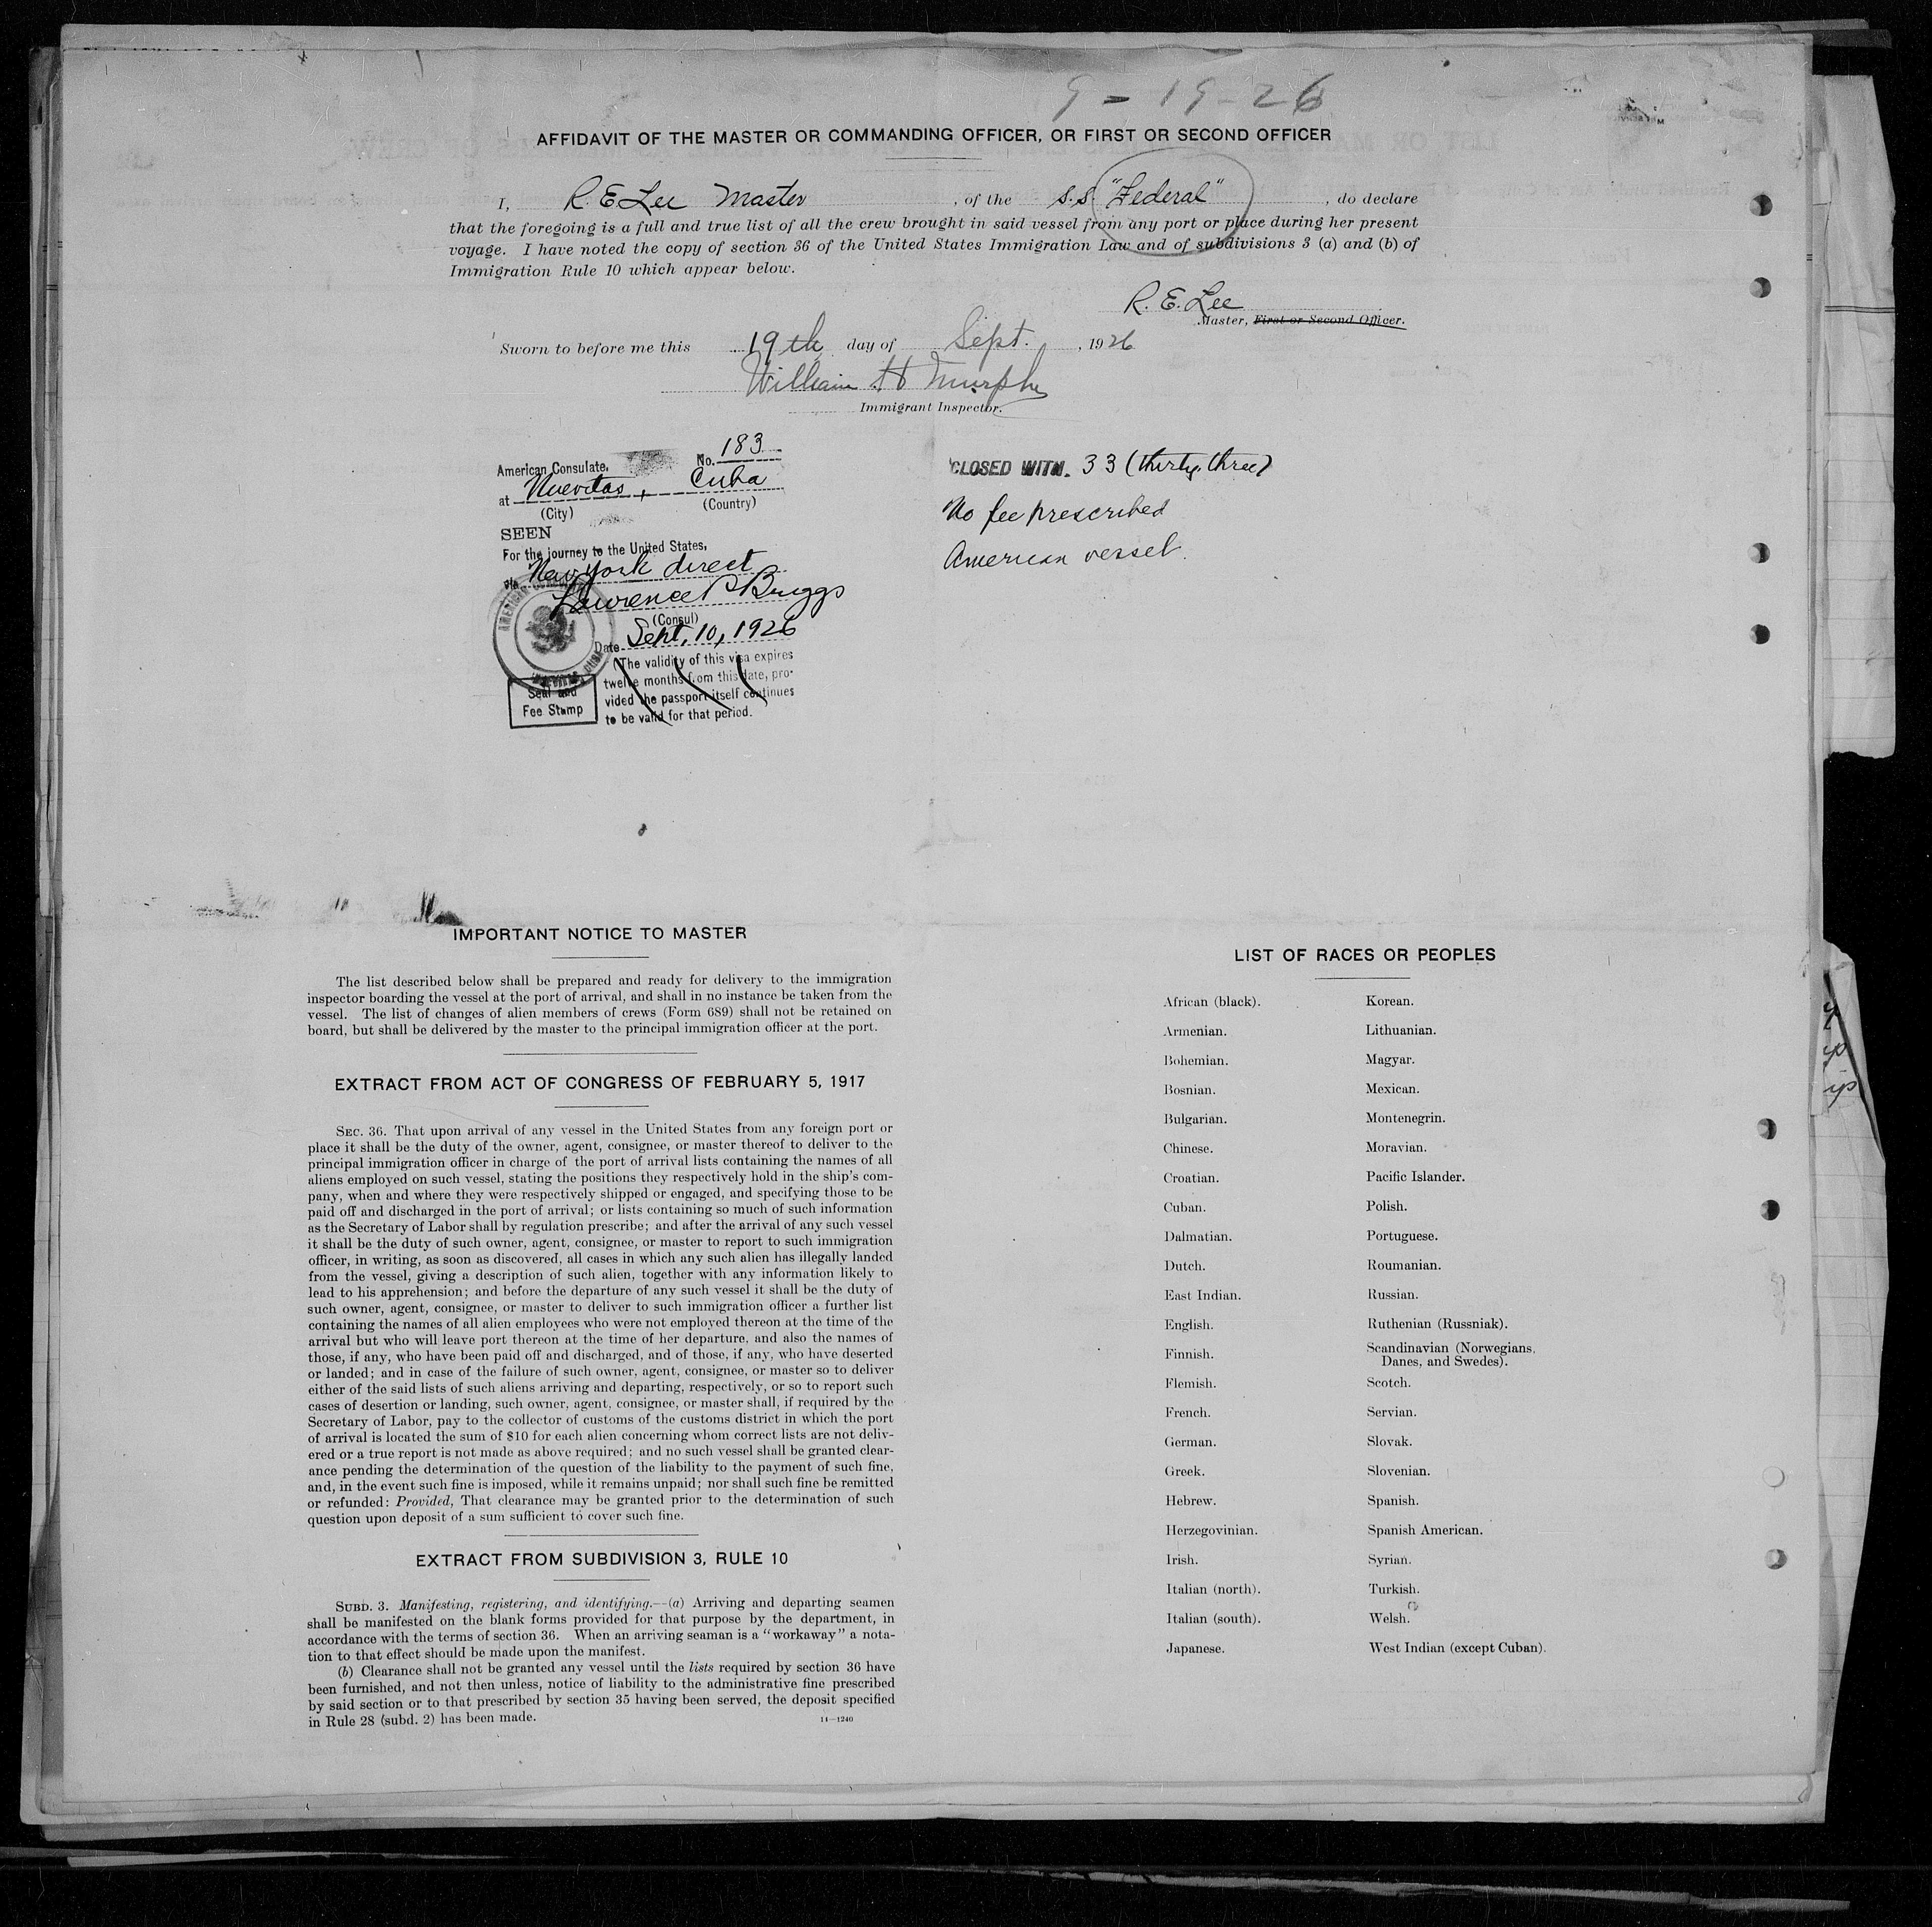 9-19-26
AFFIDAVIT OF THE MASTER OR COMMANDING OFFICER, OR FIRST OR SECOND OFFICER
I, R. E. Lee Master, of the S.S. "Federal", do declare
that the foregoing is a full and true list of all the crew brought in said vessel from any port or place during her present
voyage. I have noted the copy of section 36 of the United States Immigration Law and of subdivisions 3 (a) and (b) of
Immigration Rule 10 which appear below.
R. E. Lee
Master, First or Second Officer.
Sworn to before me this 19th day of Sept., 1926
William H Murphy
Immigrant Inspector.
American Consulate, No. 183
at Nuevitas, Cuba
(City) (Country)
SEEN
For the journey to the United States,
via New York direct
Lawrence P Briggs
(Consul)
Date Sept, 10, 1926
(The validity of this visa expires
twelve months from this date, pro-
vided the passport itself continues
to be valid for that period.
AMERICAN CUBA
Seal and
Fee Stamp
CLOSED WITH. 33 (thirty three)
No fee prescribed
American vessel.
IMPORTANT NOTICE TO MASTER
The list described below shall be prepared and ready for delivery to the immigration
inspector boarding the vessel at the port of arrival, and shall in no instance be taken from the
vessel. The list of changes of alien members of crews (Form 689) shall not be retained on
board, but shall be delivered by the master to the principal immigration officer at the port.
EXTRACT FROM ACT OF CONGRESS OF FEBRUARY 5, 1917
SEC. 36. That upon arrival of any vessel in the United States from any foreign port or
place it shall be the duty of the owner, agent, consignee, or master thereof to deliver to the
principal immigration officer in charge of the port of arrival lists containing the names of all
aliens employed on such vessel, stating the positions they respectively hold in the ship's com-
pany, when and where they were respectively shipped or engaged, and specifying those to be
paid off and discharged in the port of arrival; or lists containing so much of such information
as the Secretary of Labor shall by regulation prescribe; and after the arrival of any such vessel
it shall be the duty of such owner, agent, consignee, or master to report to such immigration
officer, in writing, as soon as discovered, all cases in which any such alien has illegally landed
from the vessel, giving a description of such alien, together with any information likely to
lead to his apprehension; and before the departure of any such vessel it shall be the duty of
such owner, agent, consignee, or master to deliver to such immigration officer a further list
containing the names of all alien employees who were not employed thereon at the time of the
arrival but who will leave port thereon at the time of her departure, and also the names of
those, if any, who have been paid off and discharged, and of those, if any, who have deserted
or landed; and in case of the failure of such owner, agent, consignee, or master so to deliver
either of the said lists of such aliens arriving and departing, respectively, or so to report such
cases of desertion or landing, such owner, agent, consignee, or master shall, if required by the
Secretary of Labor, pay to the collector of customs of the customs district in which the port
of arrival is located the sum of $10 for each alien concerning whom correct lists are not deliv-
ered or a true report is not made as above required; and no such vessel shall be granted clear-
ance pending the determination of the question of the liability to the payment of such fine,
and, in the event such fine is imposed, while it remains unpaid; nor shall such fine be remitted
or refunded: Provided, That clearance may be granted prior to the determination of such
question upon deposit of a sum sufficient to cover such fine.
EXTRACT FROM SUBDIVISION 3, RULE 10
SUBD. 3. Manifesting, registering, and identifying.—(a) Arriving and departing seamen
shall be manifested on the blank forms provided for that purpose by the department, in
accordance with the terms of section 36. When an arriving seaman is a "workaway" a nota-
tion to that effect should be made upon the manifest.
(b) Clearance shall not be granted any vessel until the lists required by section 36 have
been furnished, and not then unless, notice of liability to the administrative fine prescribed
by said section or to that prescribed by section 35 having been served, the deposit specified
in Rule 28 (subd. 2) has been made.
14—1240
LIST OF RACES OR PEOPLES
African (black). Korean.
Armenian. Lithuanian.
Bohemian. Magyar.
Bosnian. Mexican.
Bulgarian. Montenegrin.
Chinese. Moravian.
Croatian. Pacific Islander.
Cuban. Polish.
Dalmatian. Portuguese.
Dutch. Roumanian.
East Indian. Russian.
English. Ruthenian (Russniak).
Finnish. Scandinavian (Norwegians,
Danes, and Swedes).
Flemish. Scotch.
French. Servian.
German. Slovak.
Greek. Slovenian.
Hebrew. Spanish.
Herzegovinian. Spanish American.
Irish. Syrian.
Italian (north). Turkish.
Italian (south). Welsh.
Japanese. West Indian (except Cuban).